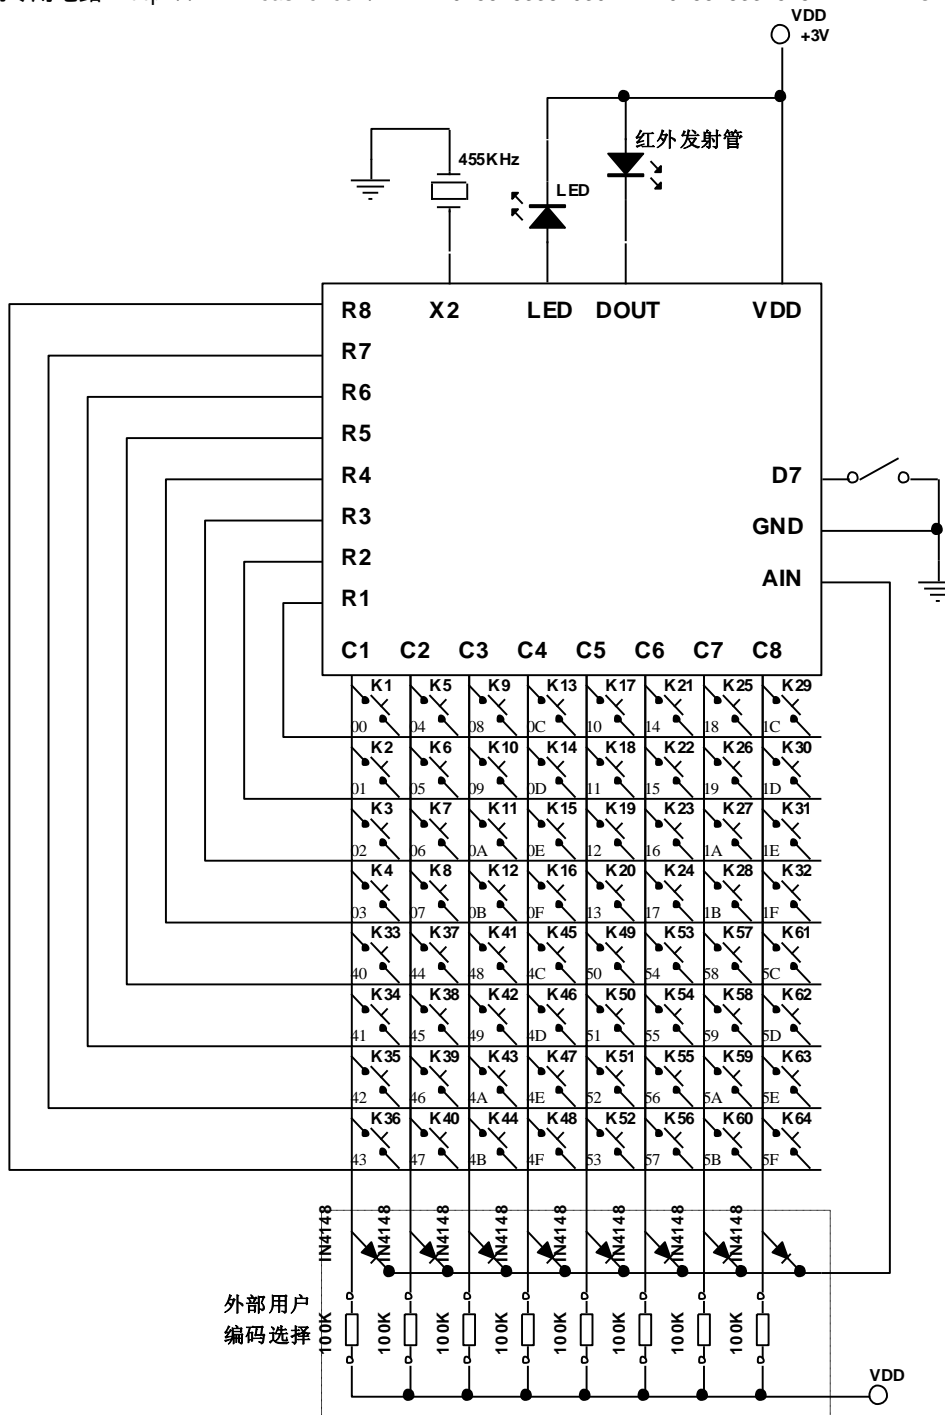 VDD
+3V
红外发射管
455KHz
LED
R8 X2 LED DOUT VDD
R7
R6
R5
R4 D7
R3
GND
R2
AIN
R1
C1 C2 C3 C4 C5 C6 C7 C8
K1 K5 K9 K13 K17 K21 K25 K29
00 04 08 0C 10 14 18 1C
K2 K6 K10 K14 K18 K22 K26 K30
01 05 09 0D 11 15 19 1D
K3 K7 K11 K15 K19 K23 K27 K31
02 06 0A 0E 12 16 1A 1E
K4 K8 K12 K16 K20 K24 K28 K32
03 07 0B 0F 13 17 1B 1F
K33 K37 K41 K45 K49 K53 K57 K61
40 44 48 4C 50 54 58 5C
K34 K38 K42 K46 K50 K54 K58 K62
41 45 49 4D 51 55 59 5D
K35 K39 K43 K47 K51 K55 K59 K63
42 46 4A 4E 52 56 5A 5E
K36 K40 K44 K48 K52 K56 K60 K64
43 47 4B 4F 53 57 5B 5F
IN4148 IN4148 IN4148 IN4148 IN4148 IN4148 IN4148 IN4148
外部用户
编码选择
100K 100K 100K 100K 100K 100K 100K 100K
VDD